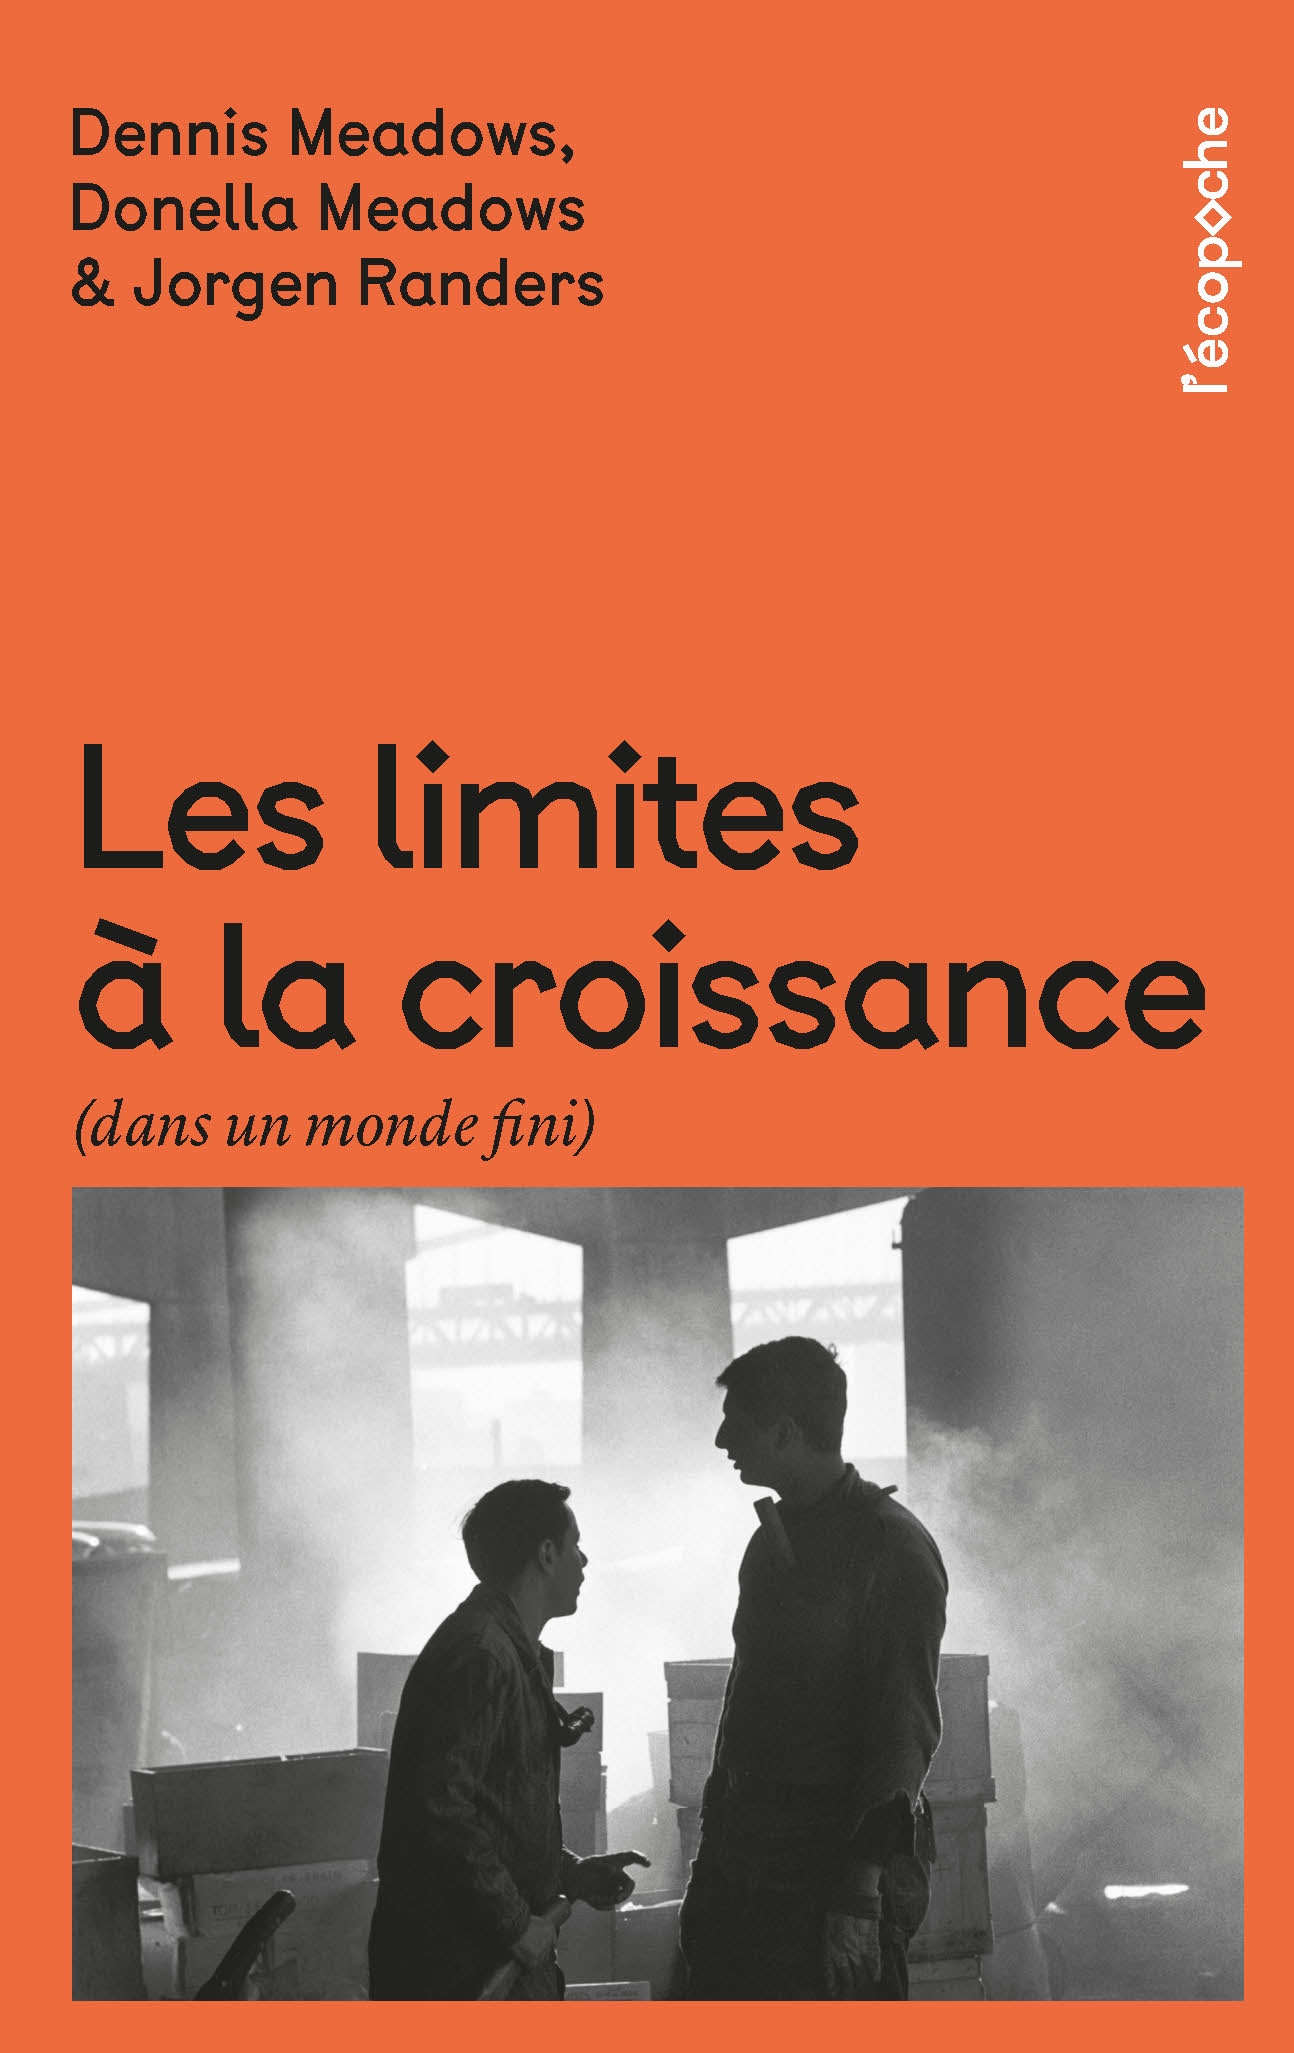 Dennis Meadows,
Donella Meadows
& Jorgen Randers
l'écopoche
Les limites
à la croissance
(dans un monde fini)